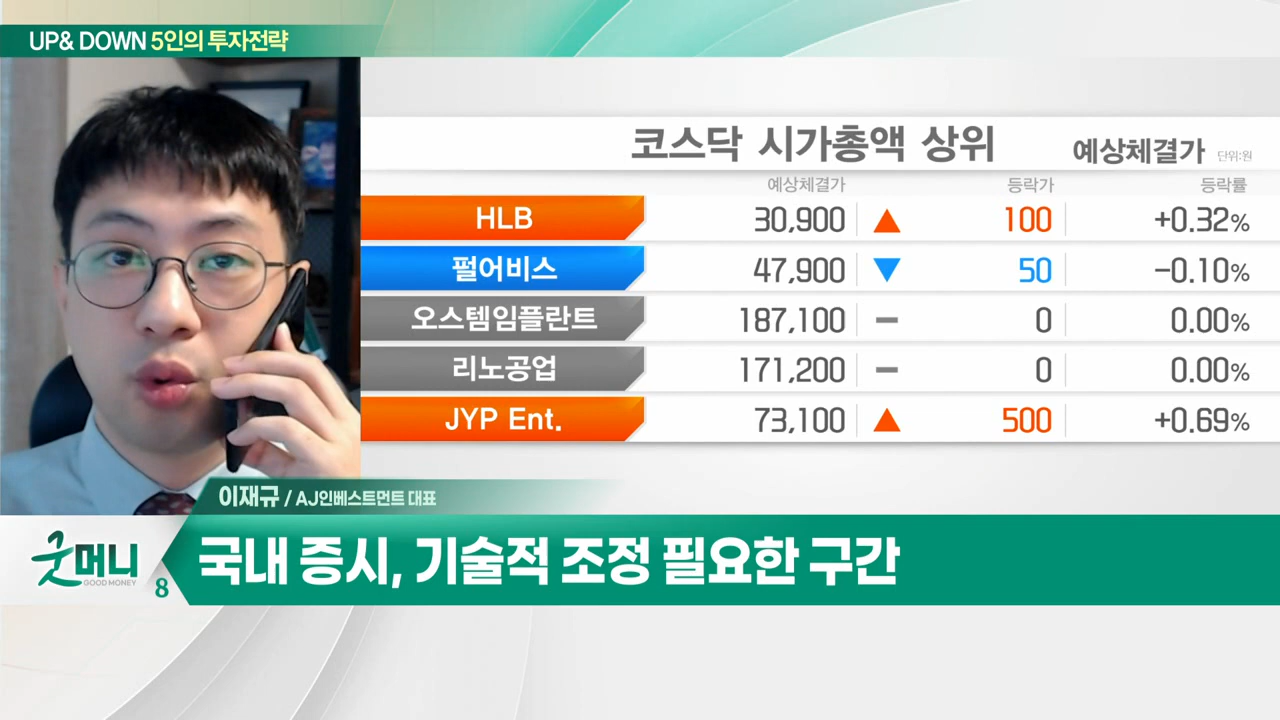 UP& DOWN 5인의 투자전략
코스닥 시가총액 상위 예상체결가 단위:원
예상체결가 등락가 등락률
HLB 30,900 ▲ 100 +0.32%
펄어비스 47,900 ▼ 50 -0.10%
오스템임플란트 187,100 - 0 0.00%
리노공업 171,200 - 0 0.00%
JYP Ent. 73,100 ▲ 500 +0.69%
이재규 / AJ인베스트먼트 대표
굿머니
GOOD MONEY
8
국내 증시, 기술적 조정 필요한 구간